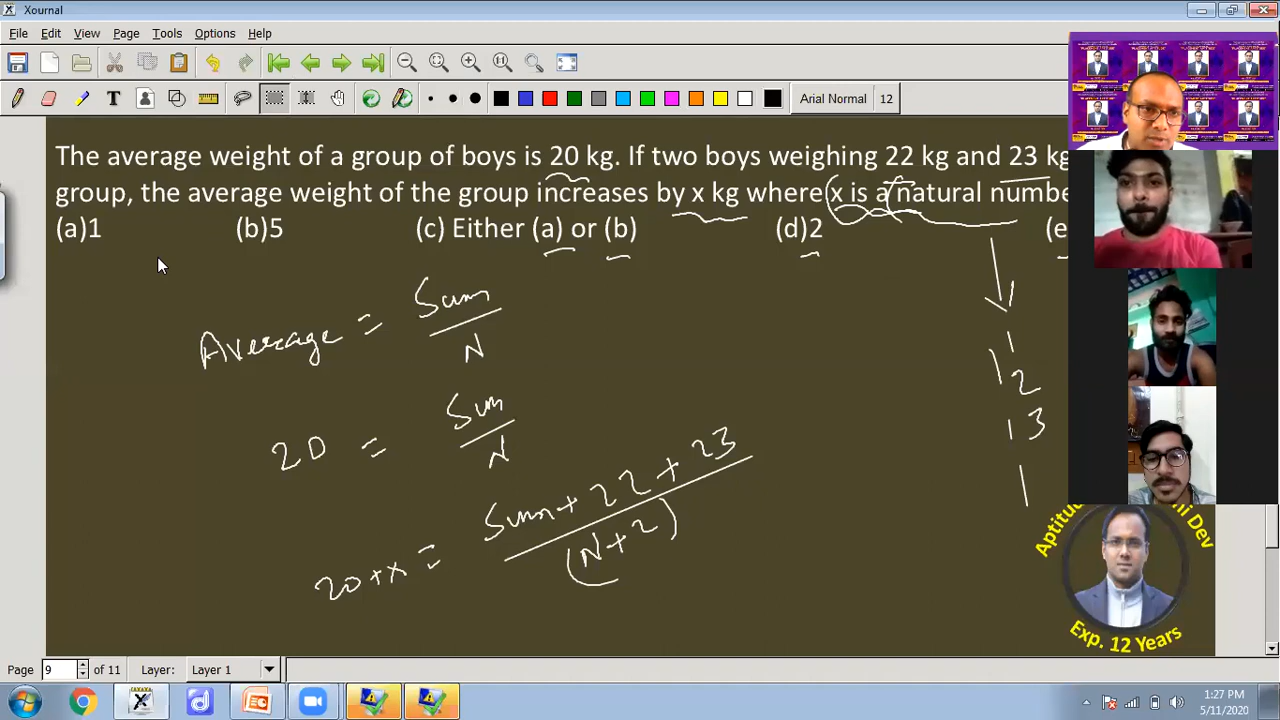 Xournal
File Edit View Page Tools Options Help
Arial Normal 12
The average weight of a group of boys is 20 kg. If two boys weighing 22 kg and 23 kg
group, the average weight of the group increases by x kg where x is a natural numbe
(a)1 (b)5 (c) Either (a) or (b) (d)2 (e
Average = Sum
N
20 = Sum
N
20+x = Sum + 22 + 23
(N+2)
1
2
3
Exp. 12 Years
Page 9 of 11 Layer: Layer 1
1:27 PM
5/11/2020